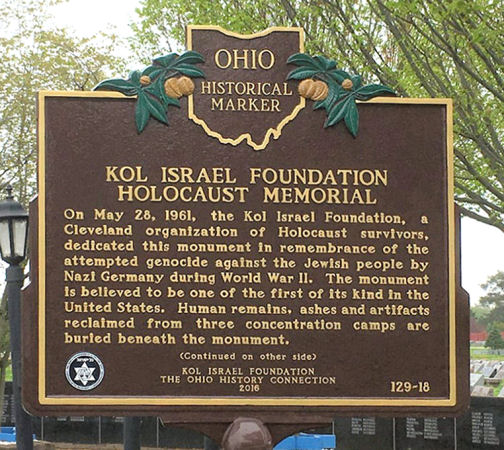 OHIO
HISTORICAL
MARKER
KOL ISRAEL FOUNDATION
HOLOCAUST MEMORIAL
On May 28, 1961, the Kol Israel Foundation, a
Cleveland organization of Holocaust survivors,
dedicated this monument in remembrance of the
attempted genocide against the Jewish people by
Nazi Germany during World War II. The monument
is believed to be one of the first of its kind in the
United States. Human remains, ashes and artifacts
reclaimed from three concentration camps are
buried beneath the monument.
(Continued on other side)
KOL ISRAEL FOUNDATION
THE OHIO HISTORY CONNECTION
2016
129-18